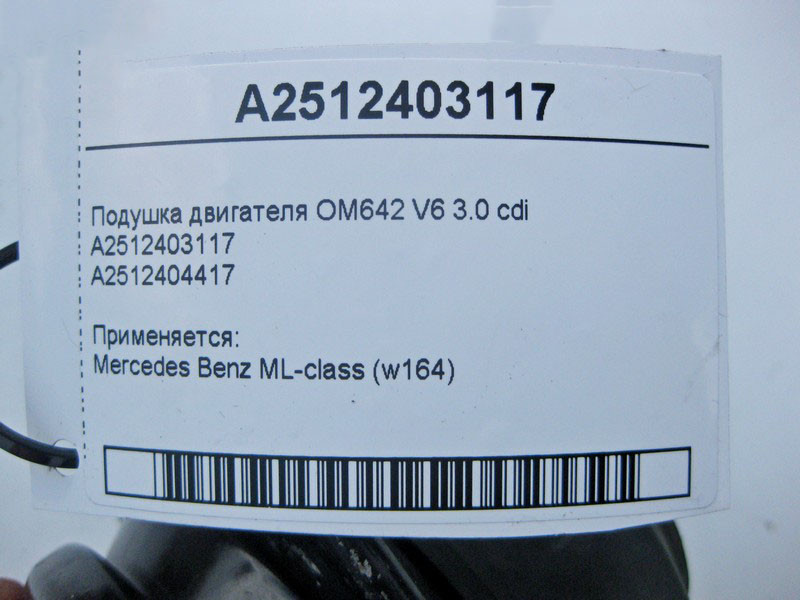 A2512403117
Подушка двигателя OM642 V6 3.0 cdi
A2512403117
A2512404417
Применяется:
Mercedes Benz ML-class (w164)